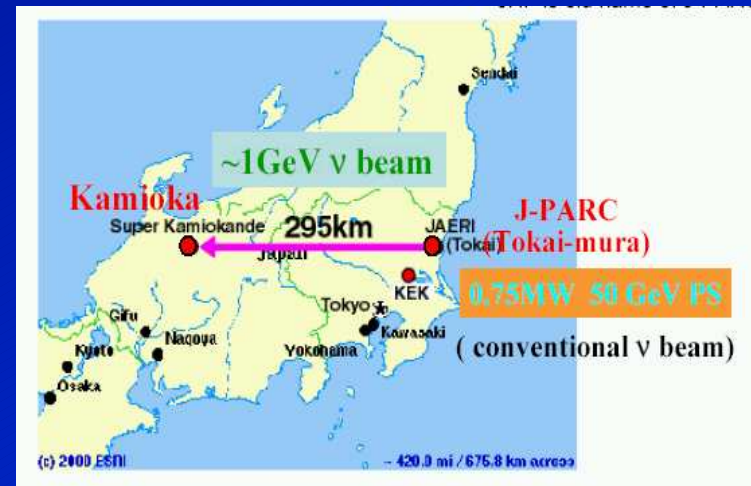 Sendai
~1GeV ν beam
Kamioka
Super Kamiokande
295km
JAERI
(Tokai)
J-PARC
(Tokai-mura)
Japan
KEK
0.75MW 50 GeV PS
Tokyo
Kawasaki
Yokohama
( conventional ν beam)
Gifu
Nagoya
Kyoto
Osaka
(c) 2000 ESRI
~ 420.0 mi / 675.8 km across